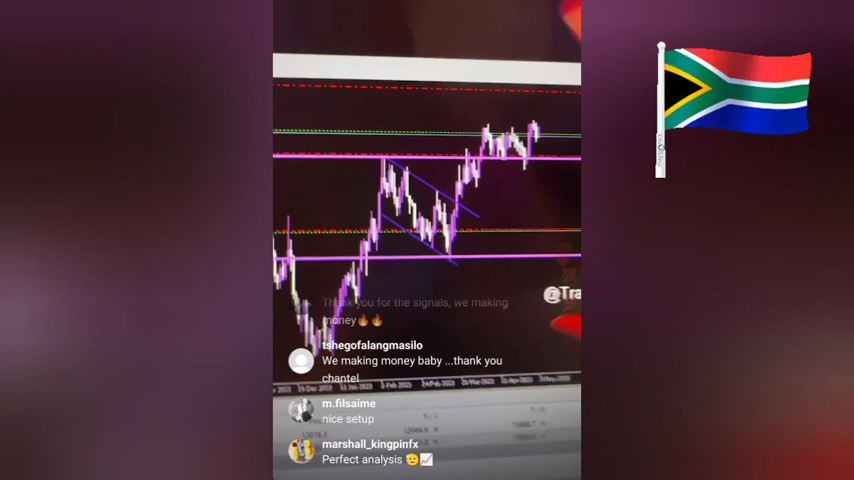 Thank you for the signals, we making
money🔥🔥
@Tra
tshegofalangmasilo
We making money baby ...thank you
chantel
m.filsaime
nice setup
marshall_kingpinfx
Perfect analysis 🫡📈